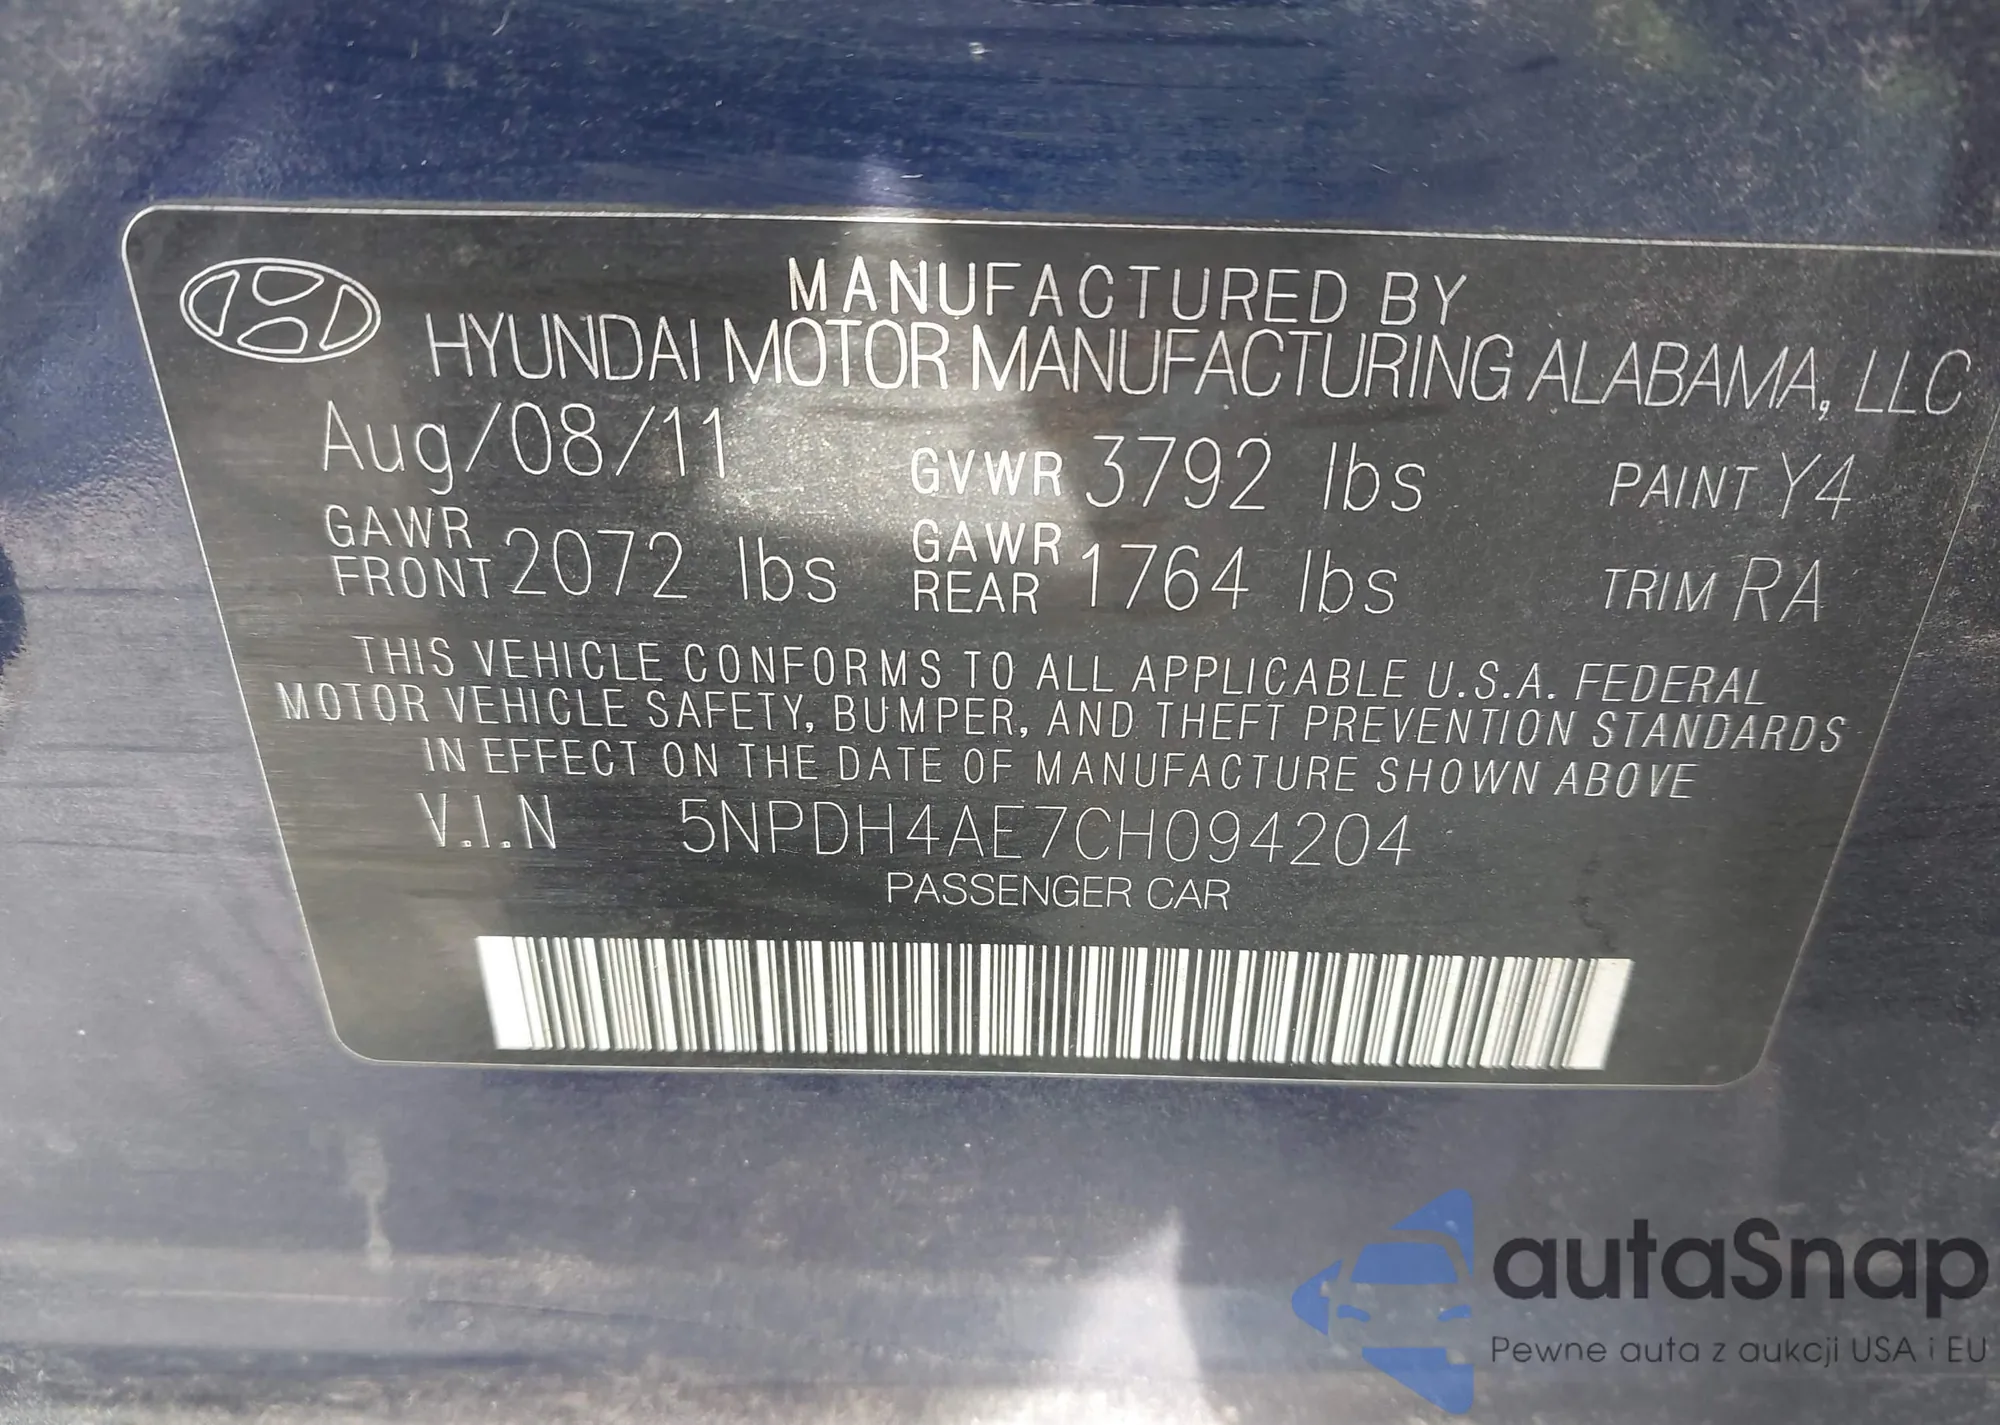 MANUFACTURED BY
HYUNDAI MOTOR MANUFACTURING ALABAMA, LLC
Aug/08/11 GVWR 3792 lbs PAINT Y4
GAWR FRONT 2072 lbs GAWR REAR 1764 lbs TRIM RA
THIS VEHICLE CONFORMS TO ALL APPLICABLE U.S.A. FEDERAL
MOTOR VEHICLE SAFETY, BUMPER, AND THEFT PREVENTION STANDARDS
IN EFFECT ON THE DATE OF MANUFACTURE SHOWN ABOVE
V.I.N 5NPDH4AE7CH094204
PASSENGER CAR
autaSnap
Pewne auta z aukcji USA i EU